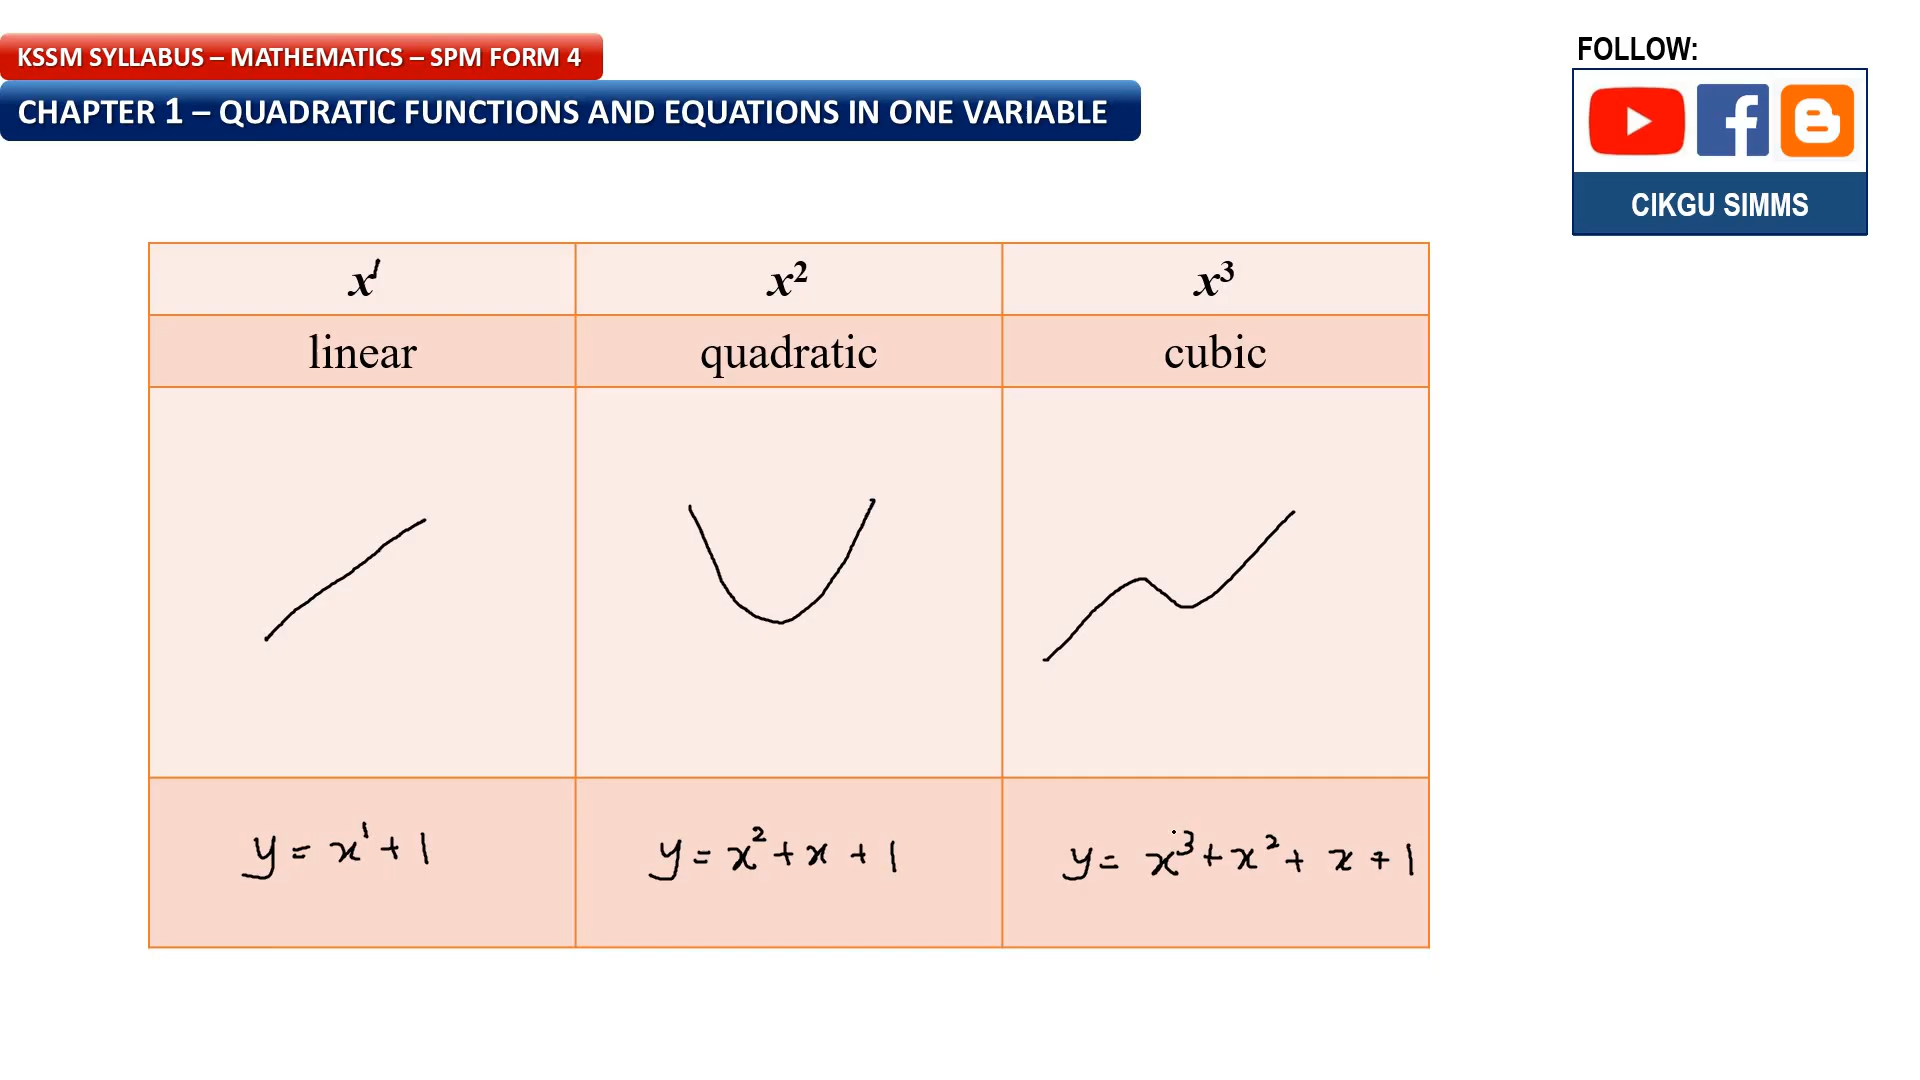 KSSM SYLLABUS – MATHEMATICS – SPM FORM 4
CHAPTER 1 – QUADRATIC FUNCTIONS AND EQUATIONS IN ONE VARIABLE
FOLLOW:
CIKGU SIMMS
x¹ x² x³
linear quadratic cubic
y = x¹ + 1 y = x² + x + 1 y = x³ + x² + x + 1